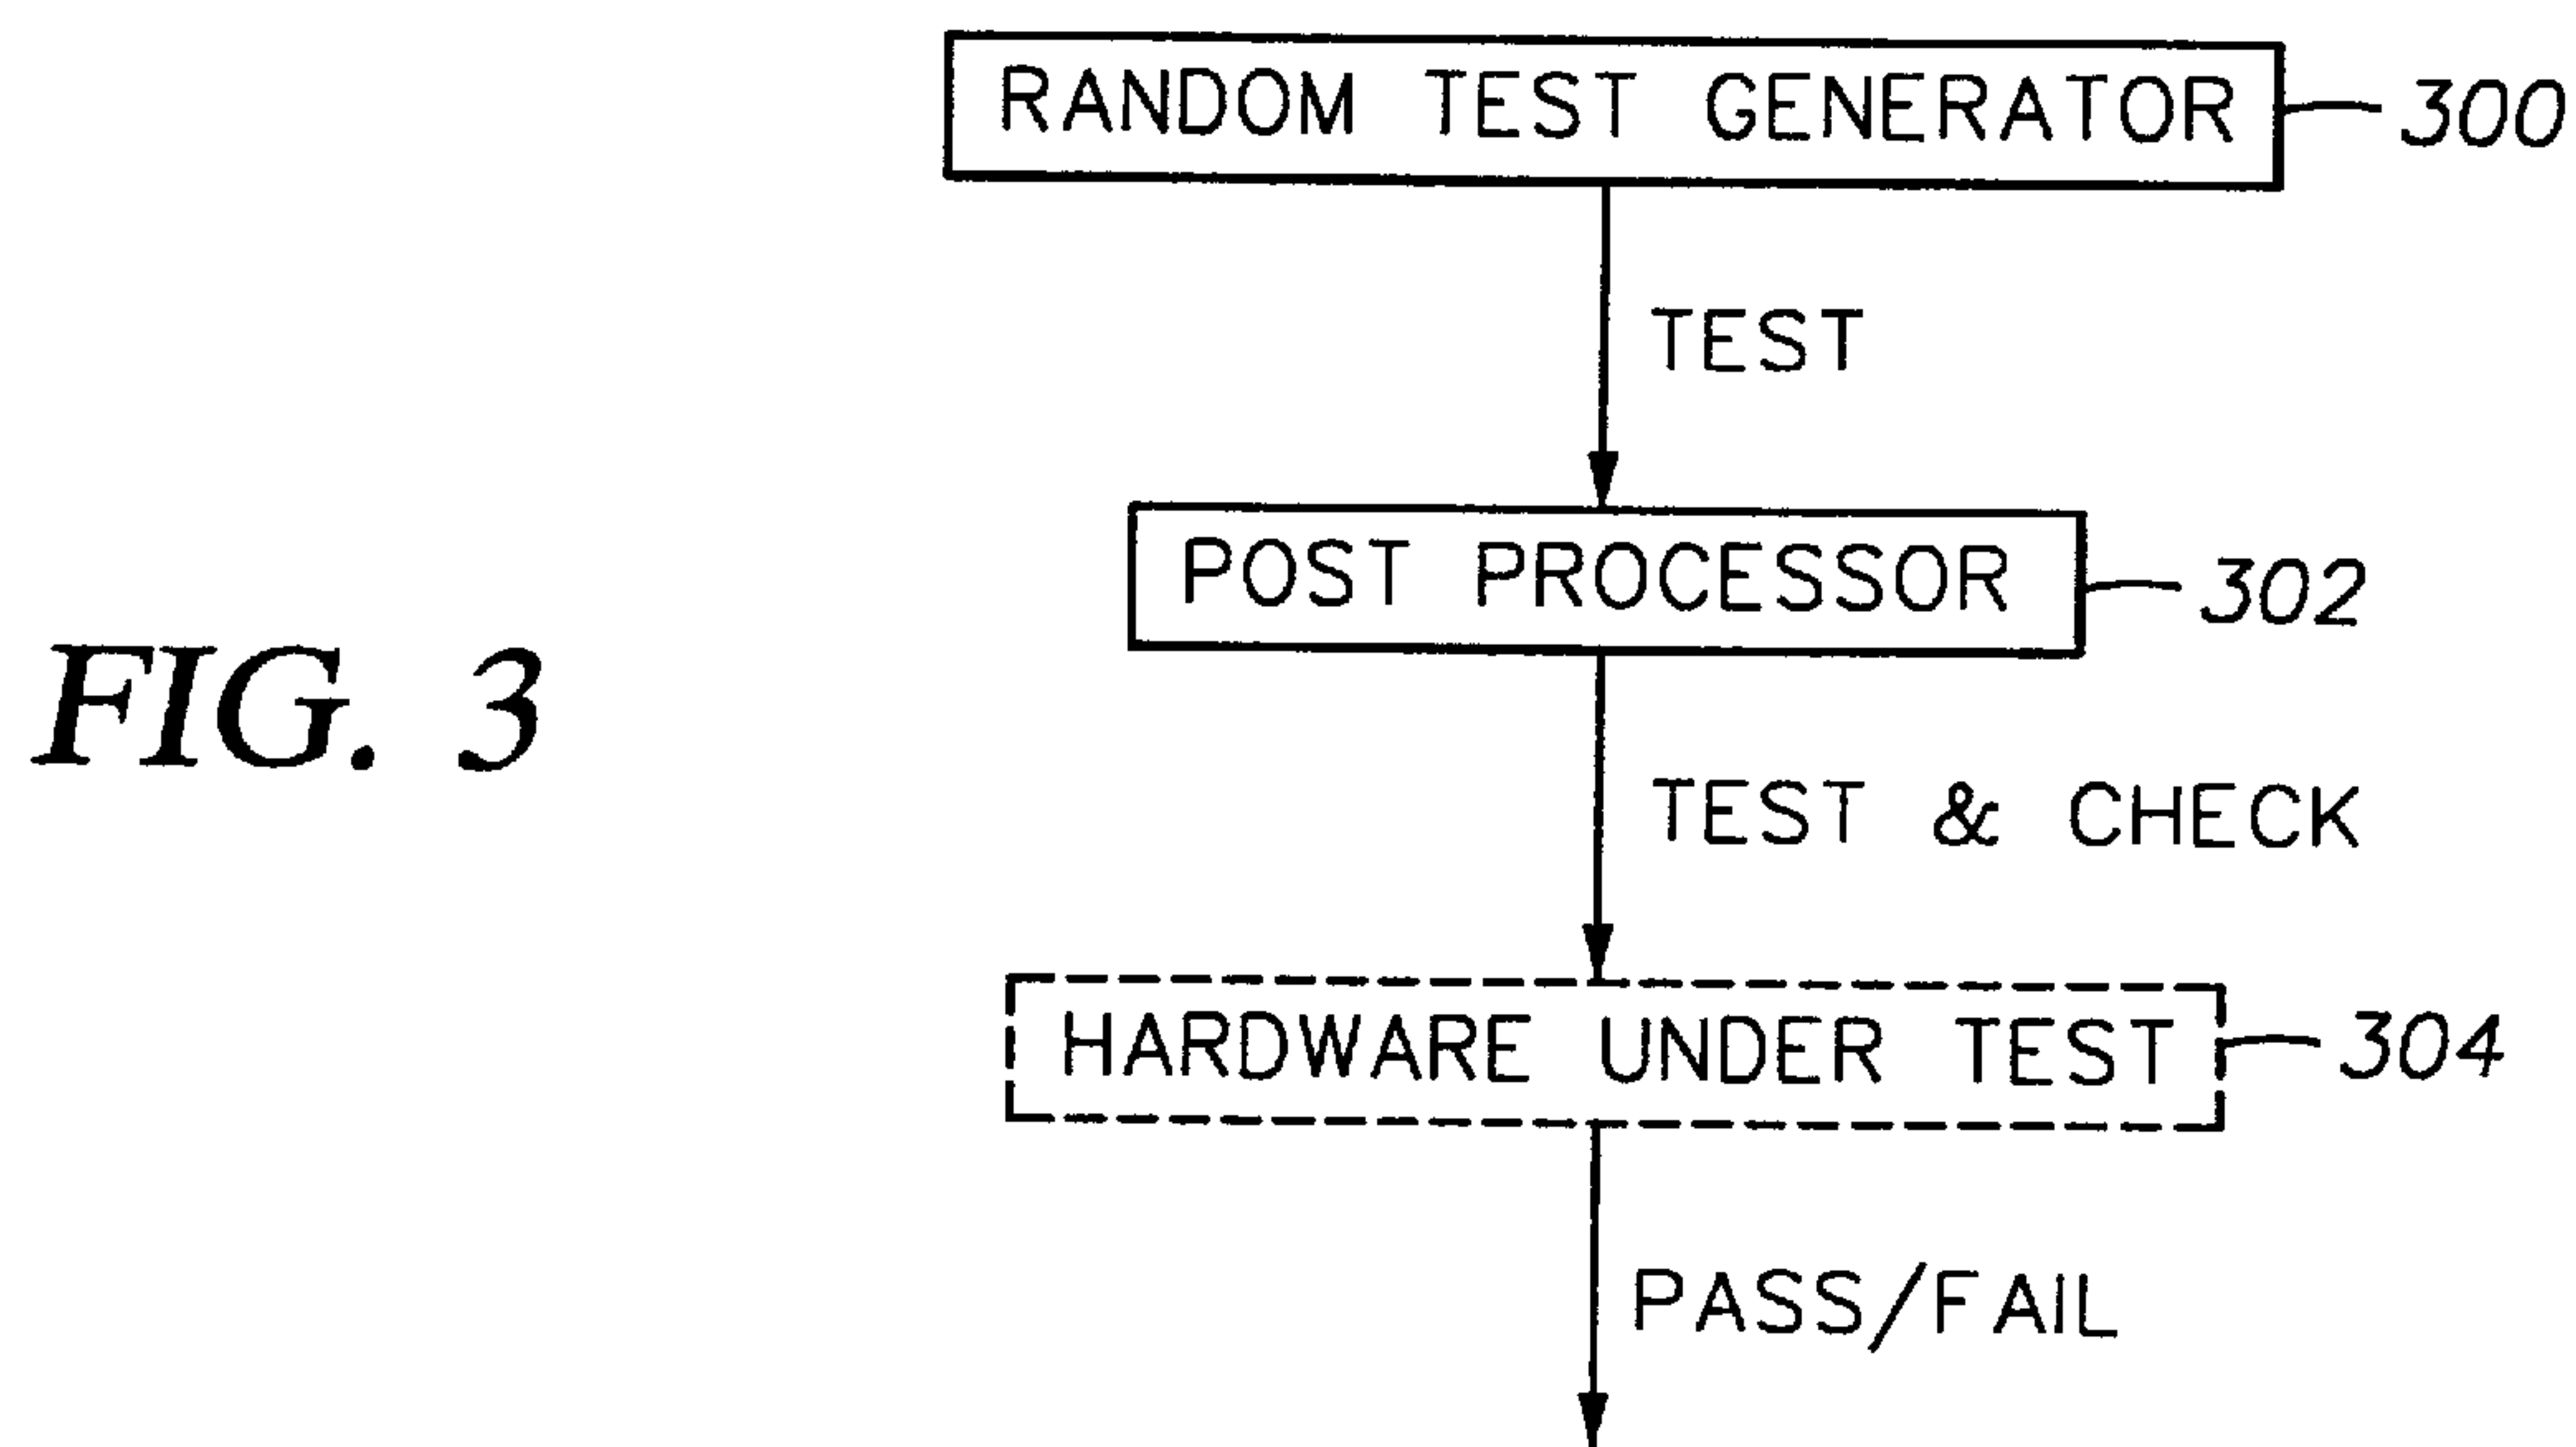 RANDOM TEST GENERATOR
300
TEST
POST PROCESSOR
302
FIG. 3
TEST & CHECK
HARDWARE UNDER TEST
304
PASS/FAIL